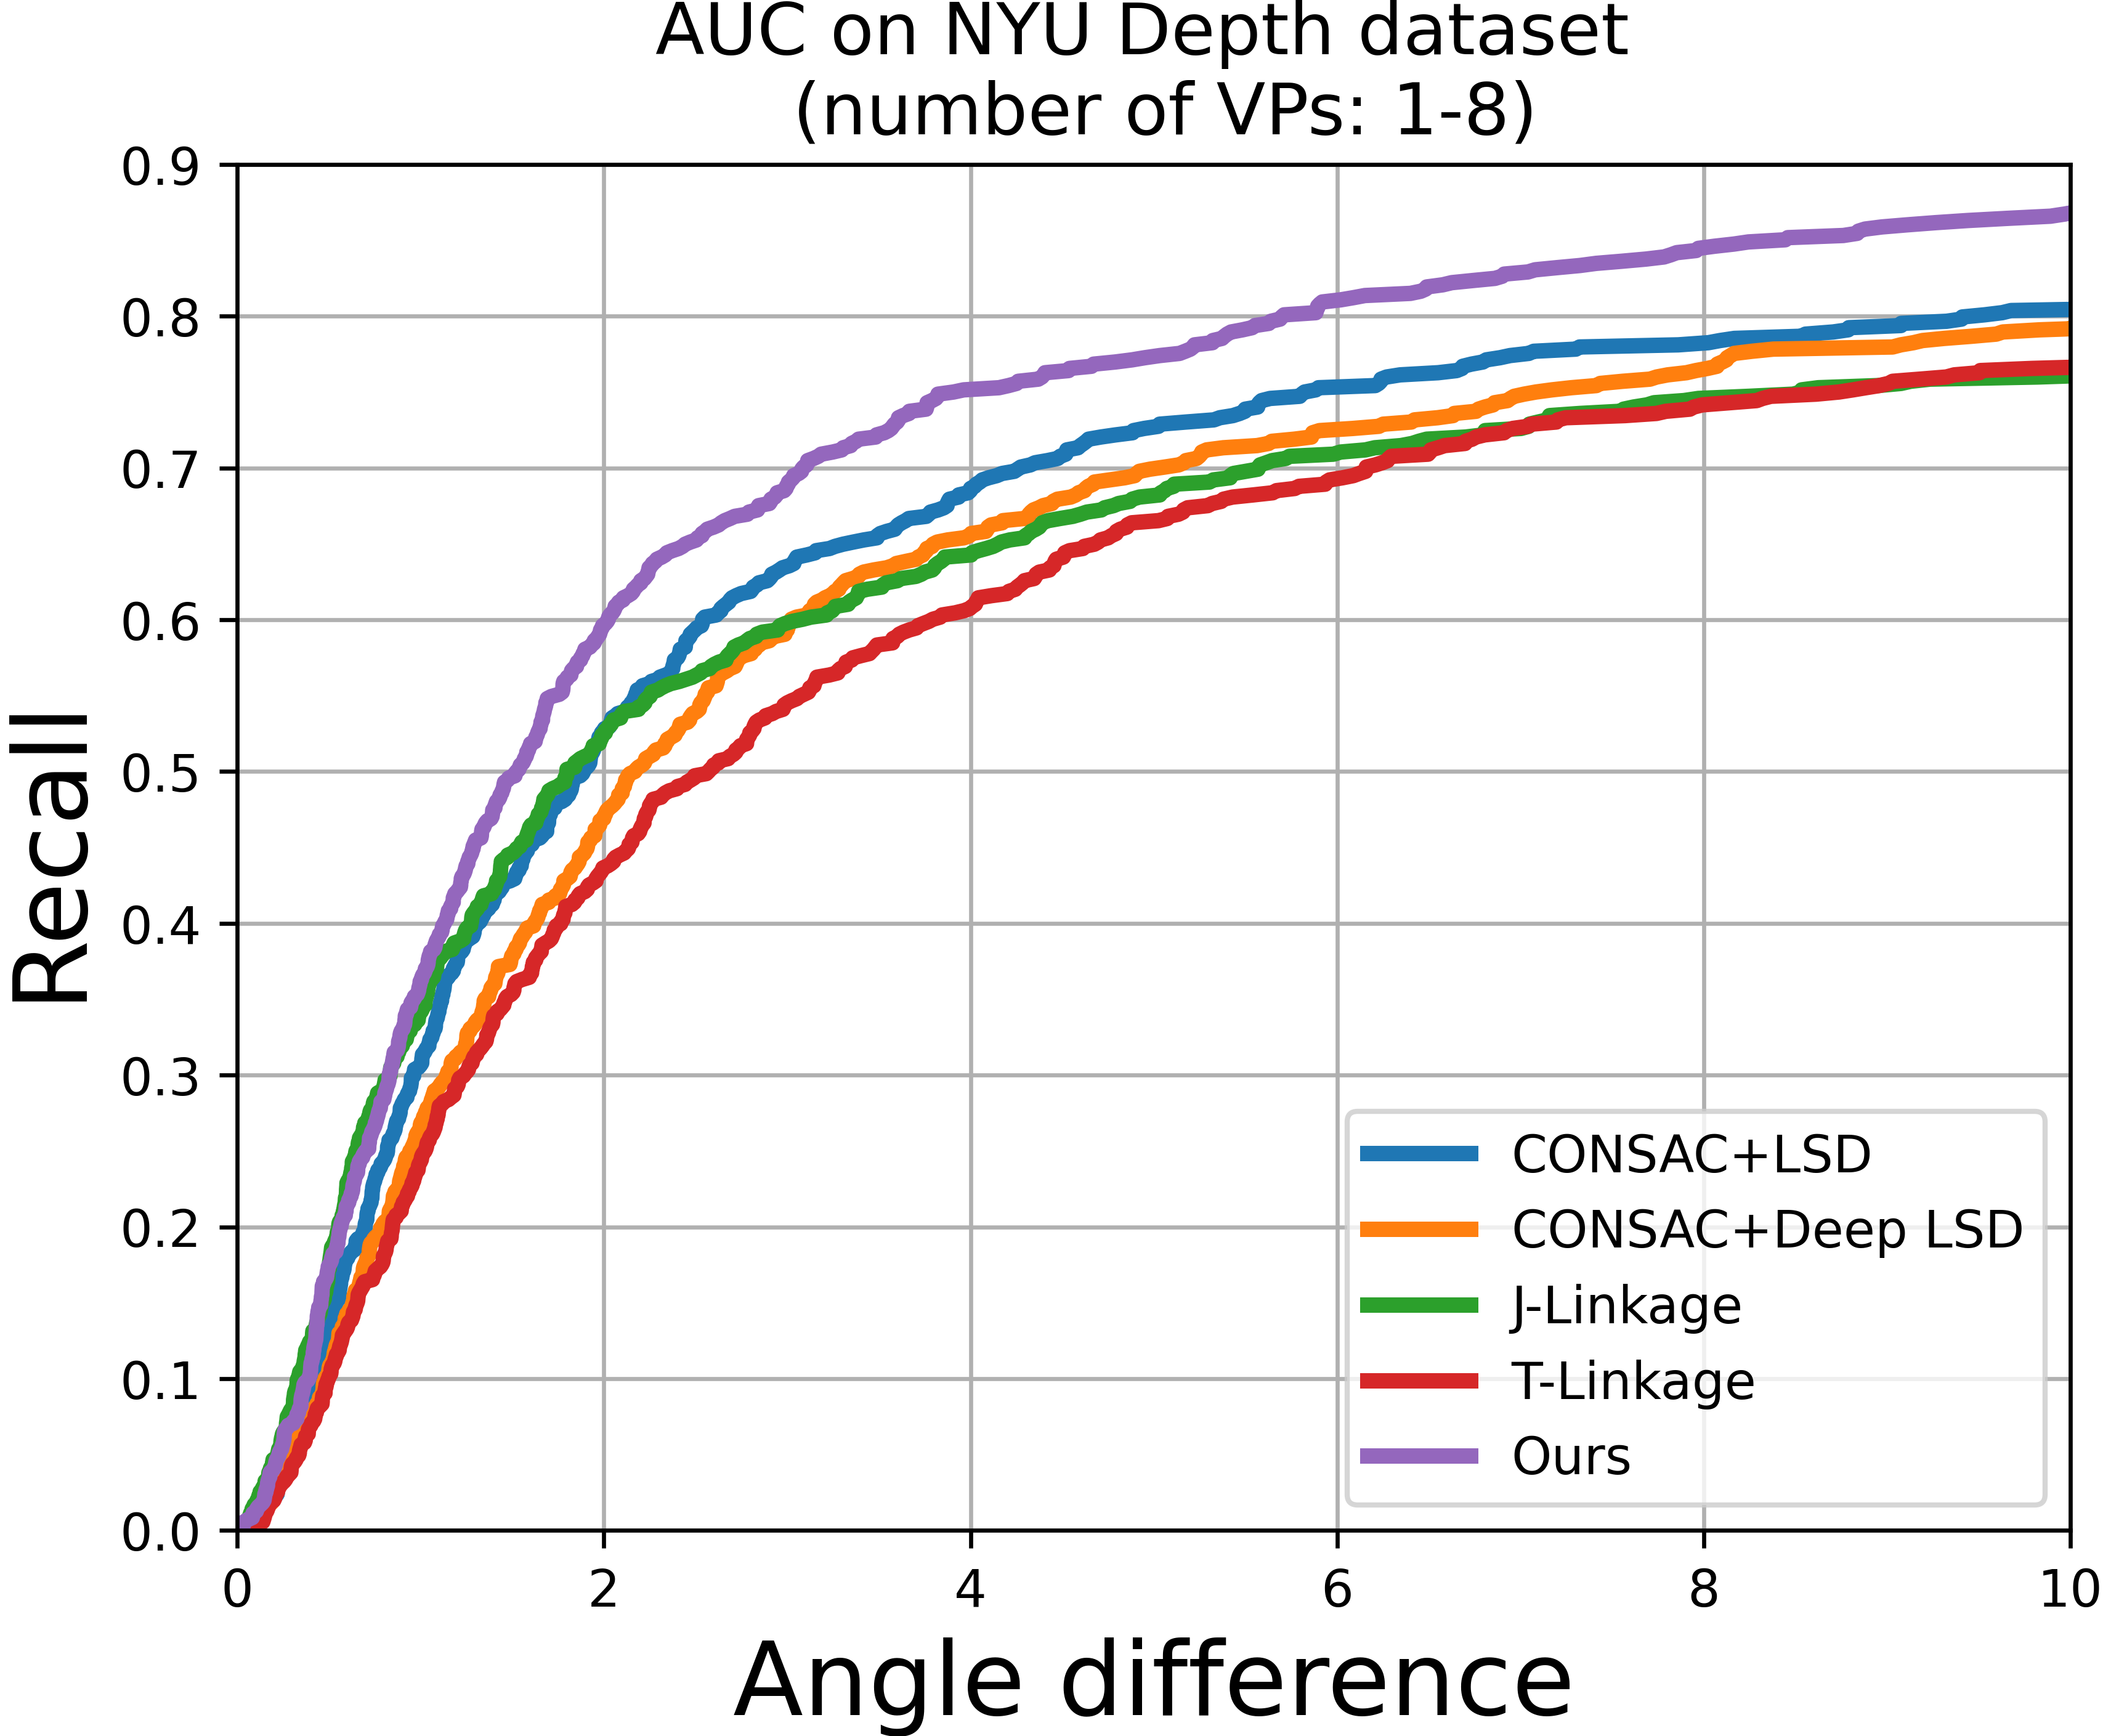 AUC on NYU Depth dataset
(number of VPs: 1-8)
0.9
0.8
0.7
0.6
0.5
0.4
0.3
0.2
0.1
0.0
Recall
CONSAC+LSD
CONSAC+Deep LSD
J-Linkage
T-Linkage
Ours
0 2 4 6 8 10
Angle difference